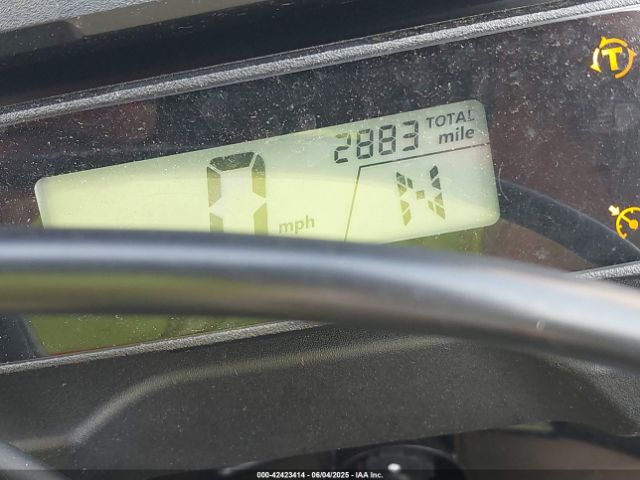 2883 TOTAL
mile
0 mph
N
T
000-42423414 | 06/04/2025 | IAA Inc.